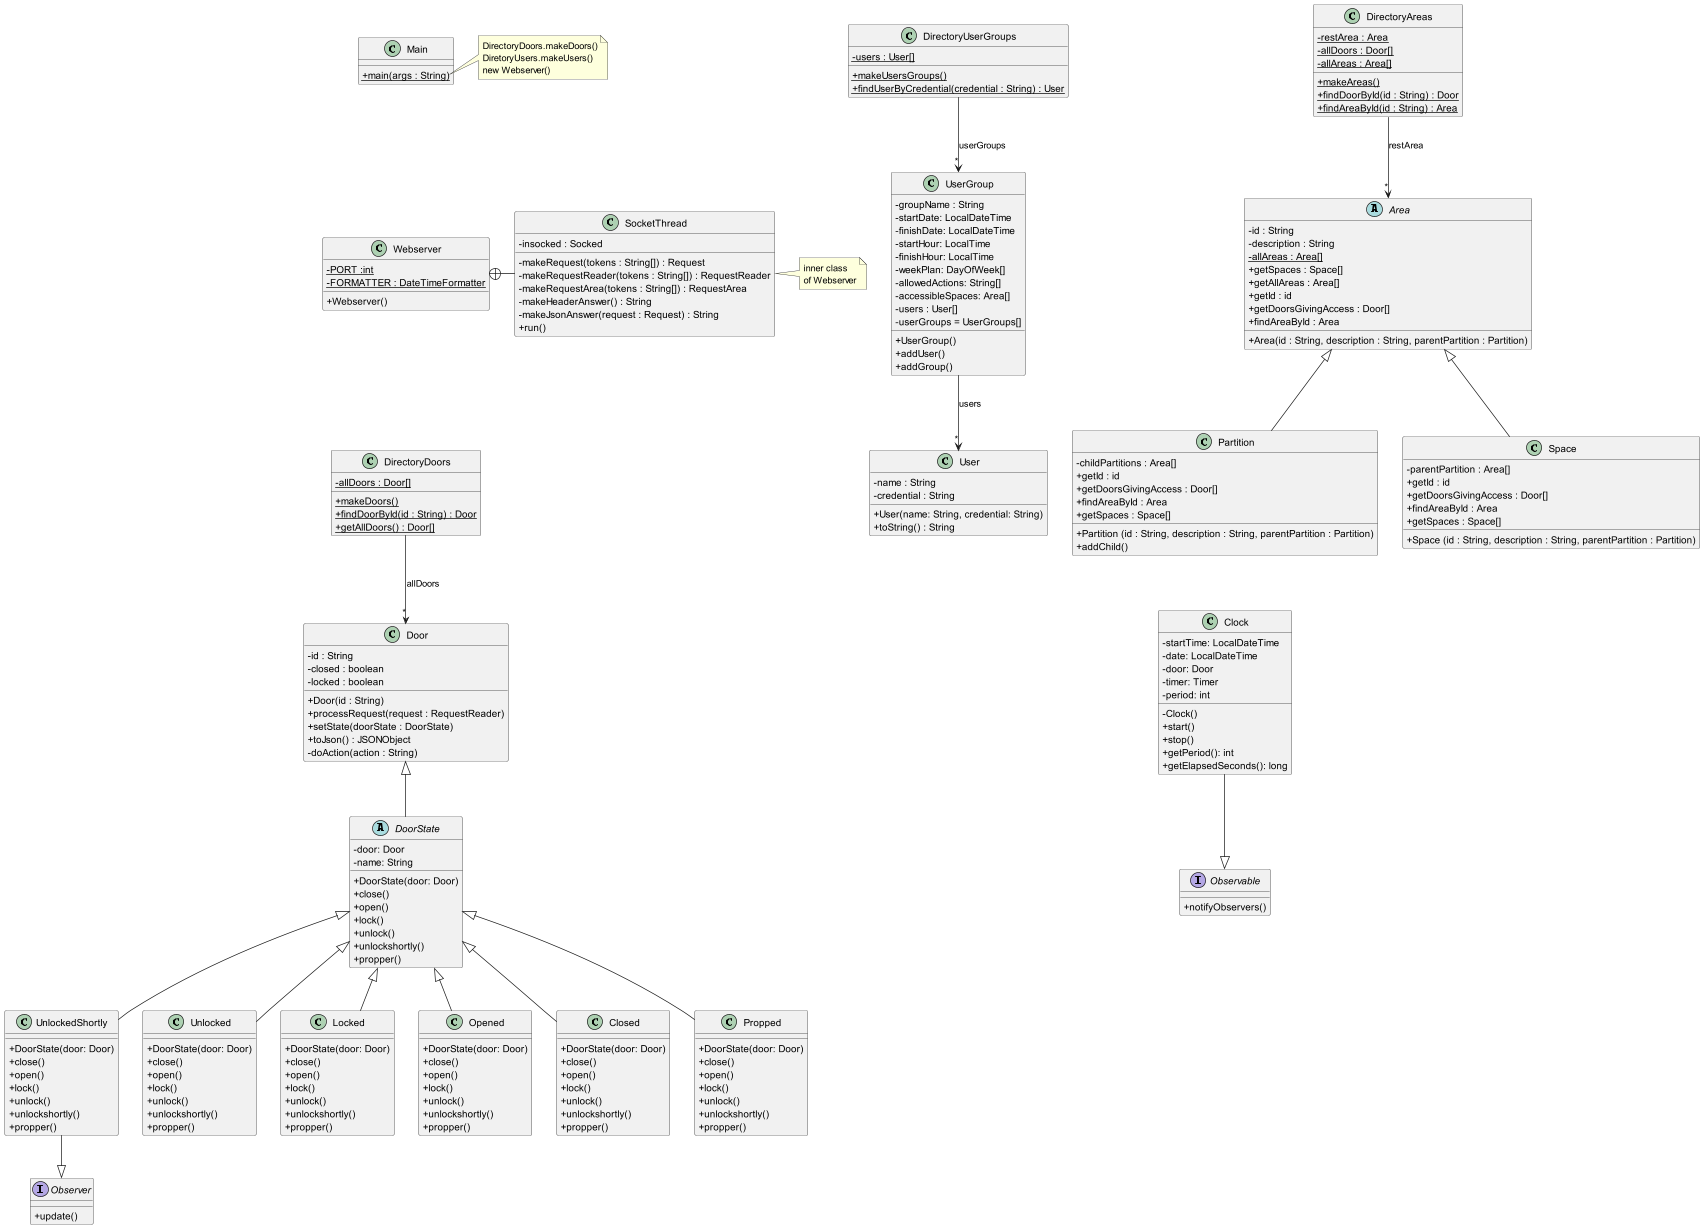 Main
+main(args : String)
DirectoryDoors.makeDoors()
DiretoryUsers.makeUsers()
new Webserver()
DirectoryUserGroups
-users : User[]
+makeUsersGroups()
+findUserByCredential(credential : String) : User
DirectoryAreas
-restArea : Area
-allDoors : Door[]
-allAreas : Area[]
+makeAreas()
+findDoorById(id : String) : Door
+findAreaById(id : String) : Area
userGroups
*
restArea
*
Webserver
-PORT :int
-FORMATTER : DateTimeFormatter
+Webserver()
SocketThread
-insocked : Socked
-makeRequest(tokens : String[]) : Request
-makeRequestReader(tokens : String[]) : RequestReader
-makeRequestArea(tokens : String[]) : RequestArea
-makeHeaderAnswer() : String
-makeJsonAnswer(request : Request) : String
+run()
inner class
of Webserver
UserGroup
-groupName : String
-startDate: LocalDateTime
-finishDate: LocalDateTime
-startHour: LocalTime
-finishHour: LocalTime
-weekPlan: DayOfWeek[]
-allowedActions: String[]
-accessibleSpaces: Area[]
-users : User[]
-userGroups = UserGroups[]
+UserGroup()
+addUser()
+addGroup()
Area
-id : String
-description : String
-allAreas : Area[]
+getSpaces : Space[]
+getAllAreas : Area[]
+getId : id
+getDoorsGivingAccess : Door[]
+findAreaById : Area
+Area(id : String, description : String, parentPartition : Partition)
users
*
DirectoryDoors
-allDoors : Door[]
+makeDoors()
+findDoorById(id : String) : Door
+getAllDoors() : Door[]
User
-name : String
-credential : String
+User(name: String, credential: String)
+toString() : String
Partition
-childPartitions : Area[]
+getId : id
+getDoorsGivingAccess : Door[]
+findAreaById : Area
+getSpaces : Space[]
+Partition (id : String, description : String, parentPartition : Partition)
+addChild()
Space
-parentPartition : Area[]
+getId : id
+getDoorsGivingAccess : Door[]
+findAreaById : Area
+getSpaces : Space[]
+Space (id : String, description : String, parentPartition : Partition)
allDoors
*
Door
-id : String
-closed : boolean
-locked : boolean
+Door(id : String)
+processRequest(request : RequestReader)
+setState(doorState : DoorState)
+toJson() : JSONObject
-doAction(action : String)
Clock
-startTime: LocalDateTime
-date: LocalDateTime
-door: Door
-timer: Timer
-period: int
-Clock()
+start()
+stop()
+getPeriod(): int
+getElapsedSeconds(): long
DoorState
-door: Door
-name: String
+DoorState(door: Door)
+close()
+open()
+lock()
+unlock()
+unlockshortly()
+propper()
Observable
+notifyObservers()
UnlockedShortly
+DoorState(door: Door)
+close()
+open()
+lock()
+unlock()
+unlockshortly()
+propper()
Unlocked
+DoorState(door: Door)
+close()
+open()
+lock()
+unlock()
+unlockshortly()
+propper()
Locked
+DoorState(door: Door)
+close()
+open()
+lock()
+unlock()
+unlockshortly()
+propper()
Opened
+DoorState(door: Door)
+close()
+open()
+lock()
+unlock()
+unlockshortly()
+propper()
Closed
+DoorState(door: Door)
+close()
+open()
+lock()
+unlock()
+unlockshortly()
+propper()
Propped
+DoorState(door: Door)
+close()
+open()
+lock()
+unlock()
+unlockshortly()
+propper()
Observer
+update()